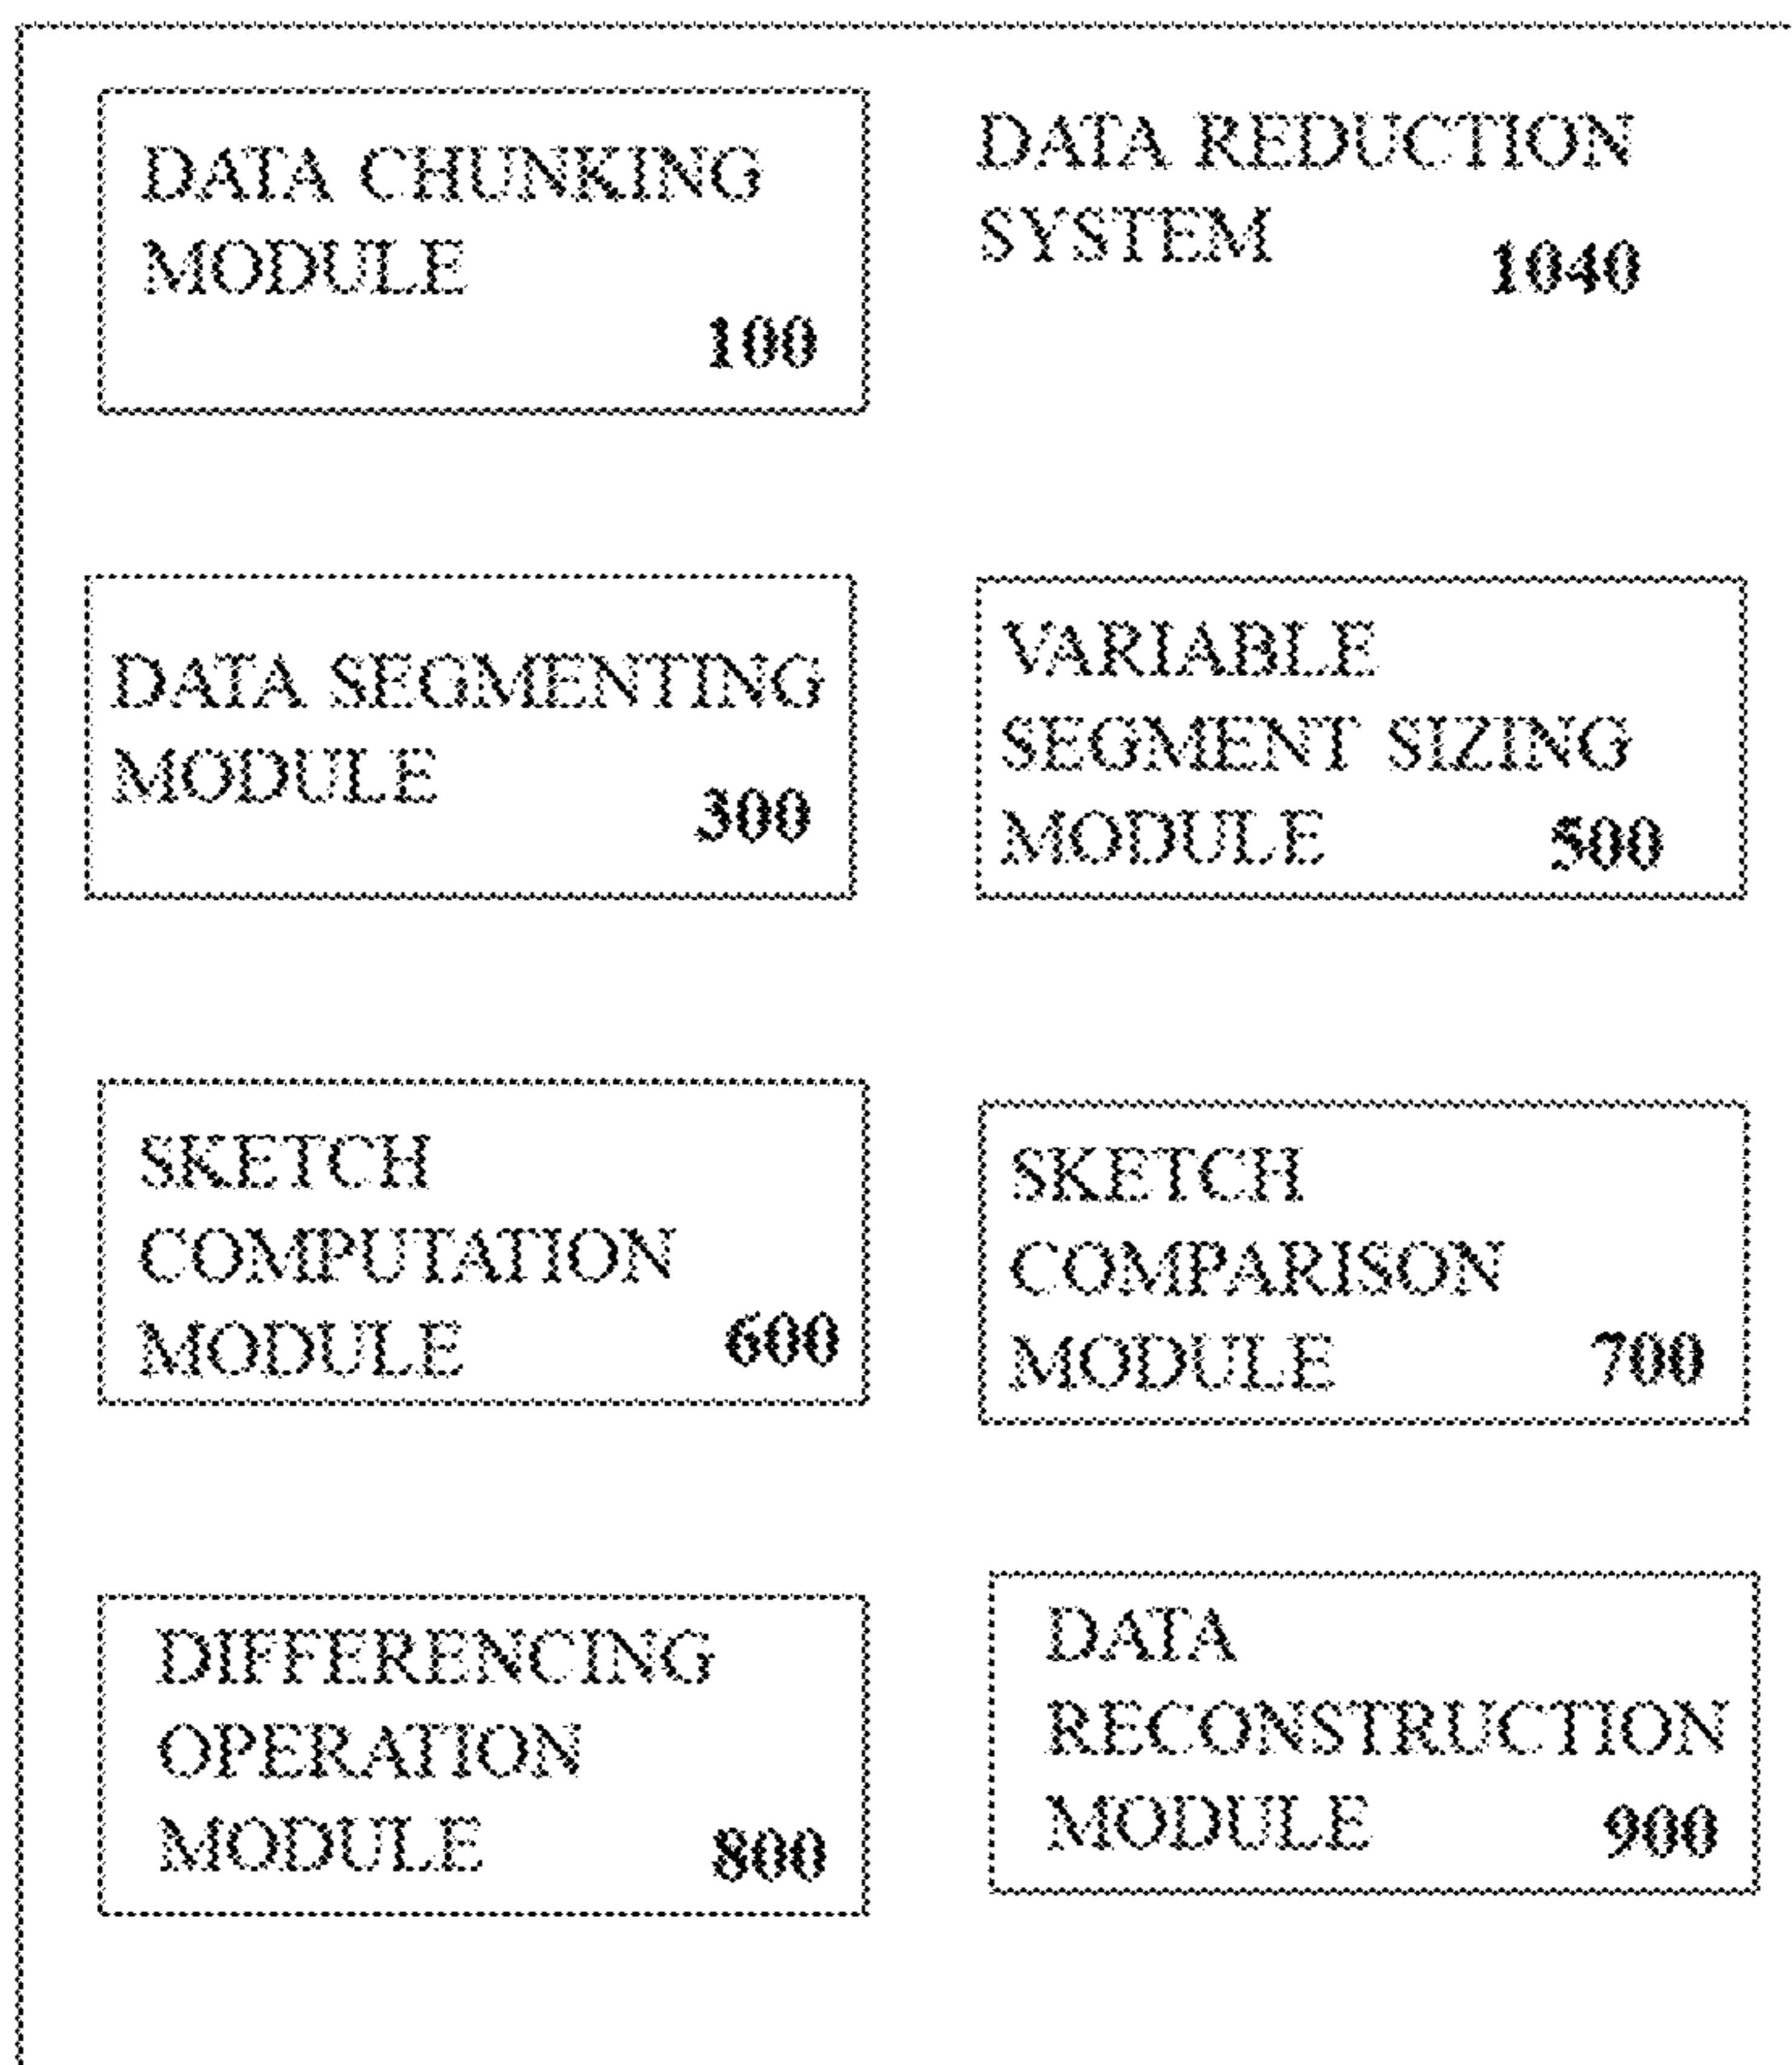 DATA CHUNKING
MODULE
100
DATA REDUCTION
SYSTEM
1040
DATA SEGMENTING
MODULE
300
VARIABLE
SEGMENT SIZING
MODULE 500
SKETCH
COMPUTATION
MODULE 600
SKETCH
COMPARISON
MODULE 700
DIFFERENCING
OPERATION
MODULE 800
DATA
RECONSTRUCTION
MODULE 900